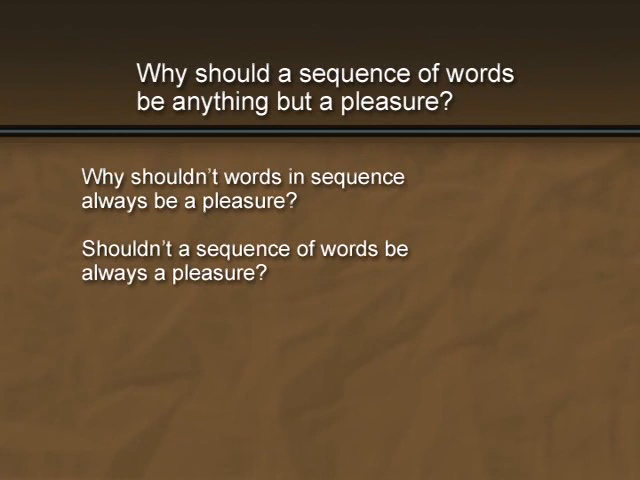 Why should a sequence of words
be anything but a pleasure?
Why shouldn’t words in sequence
always be a pleasure?
Shouldn’t a sequence of words be
always a pleasure?